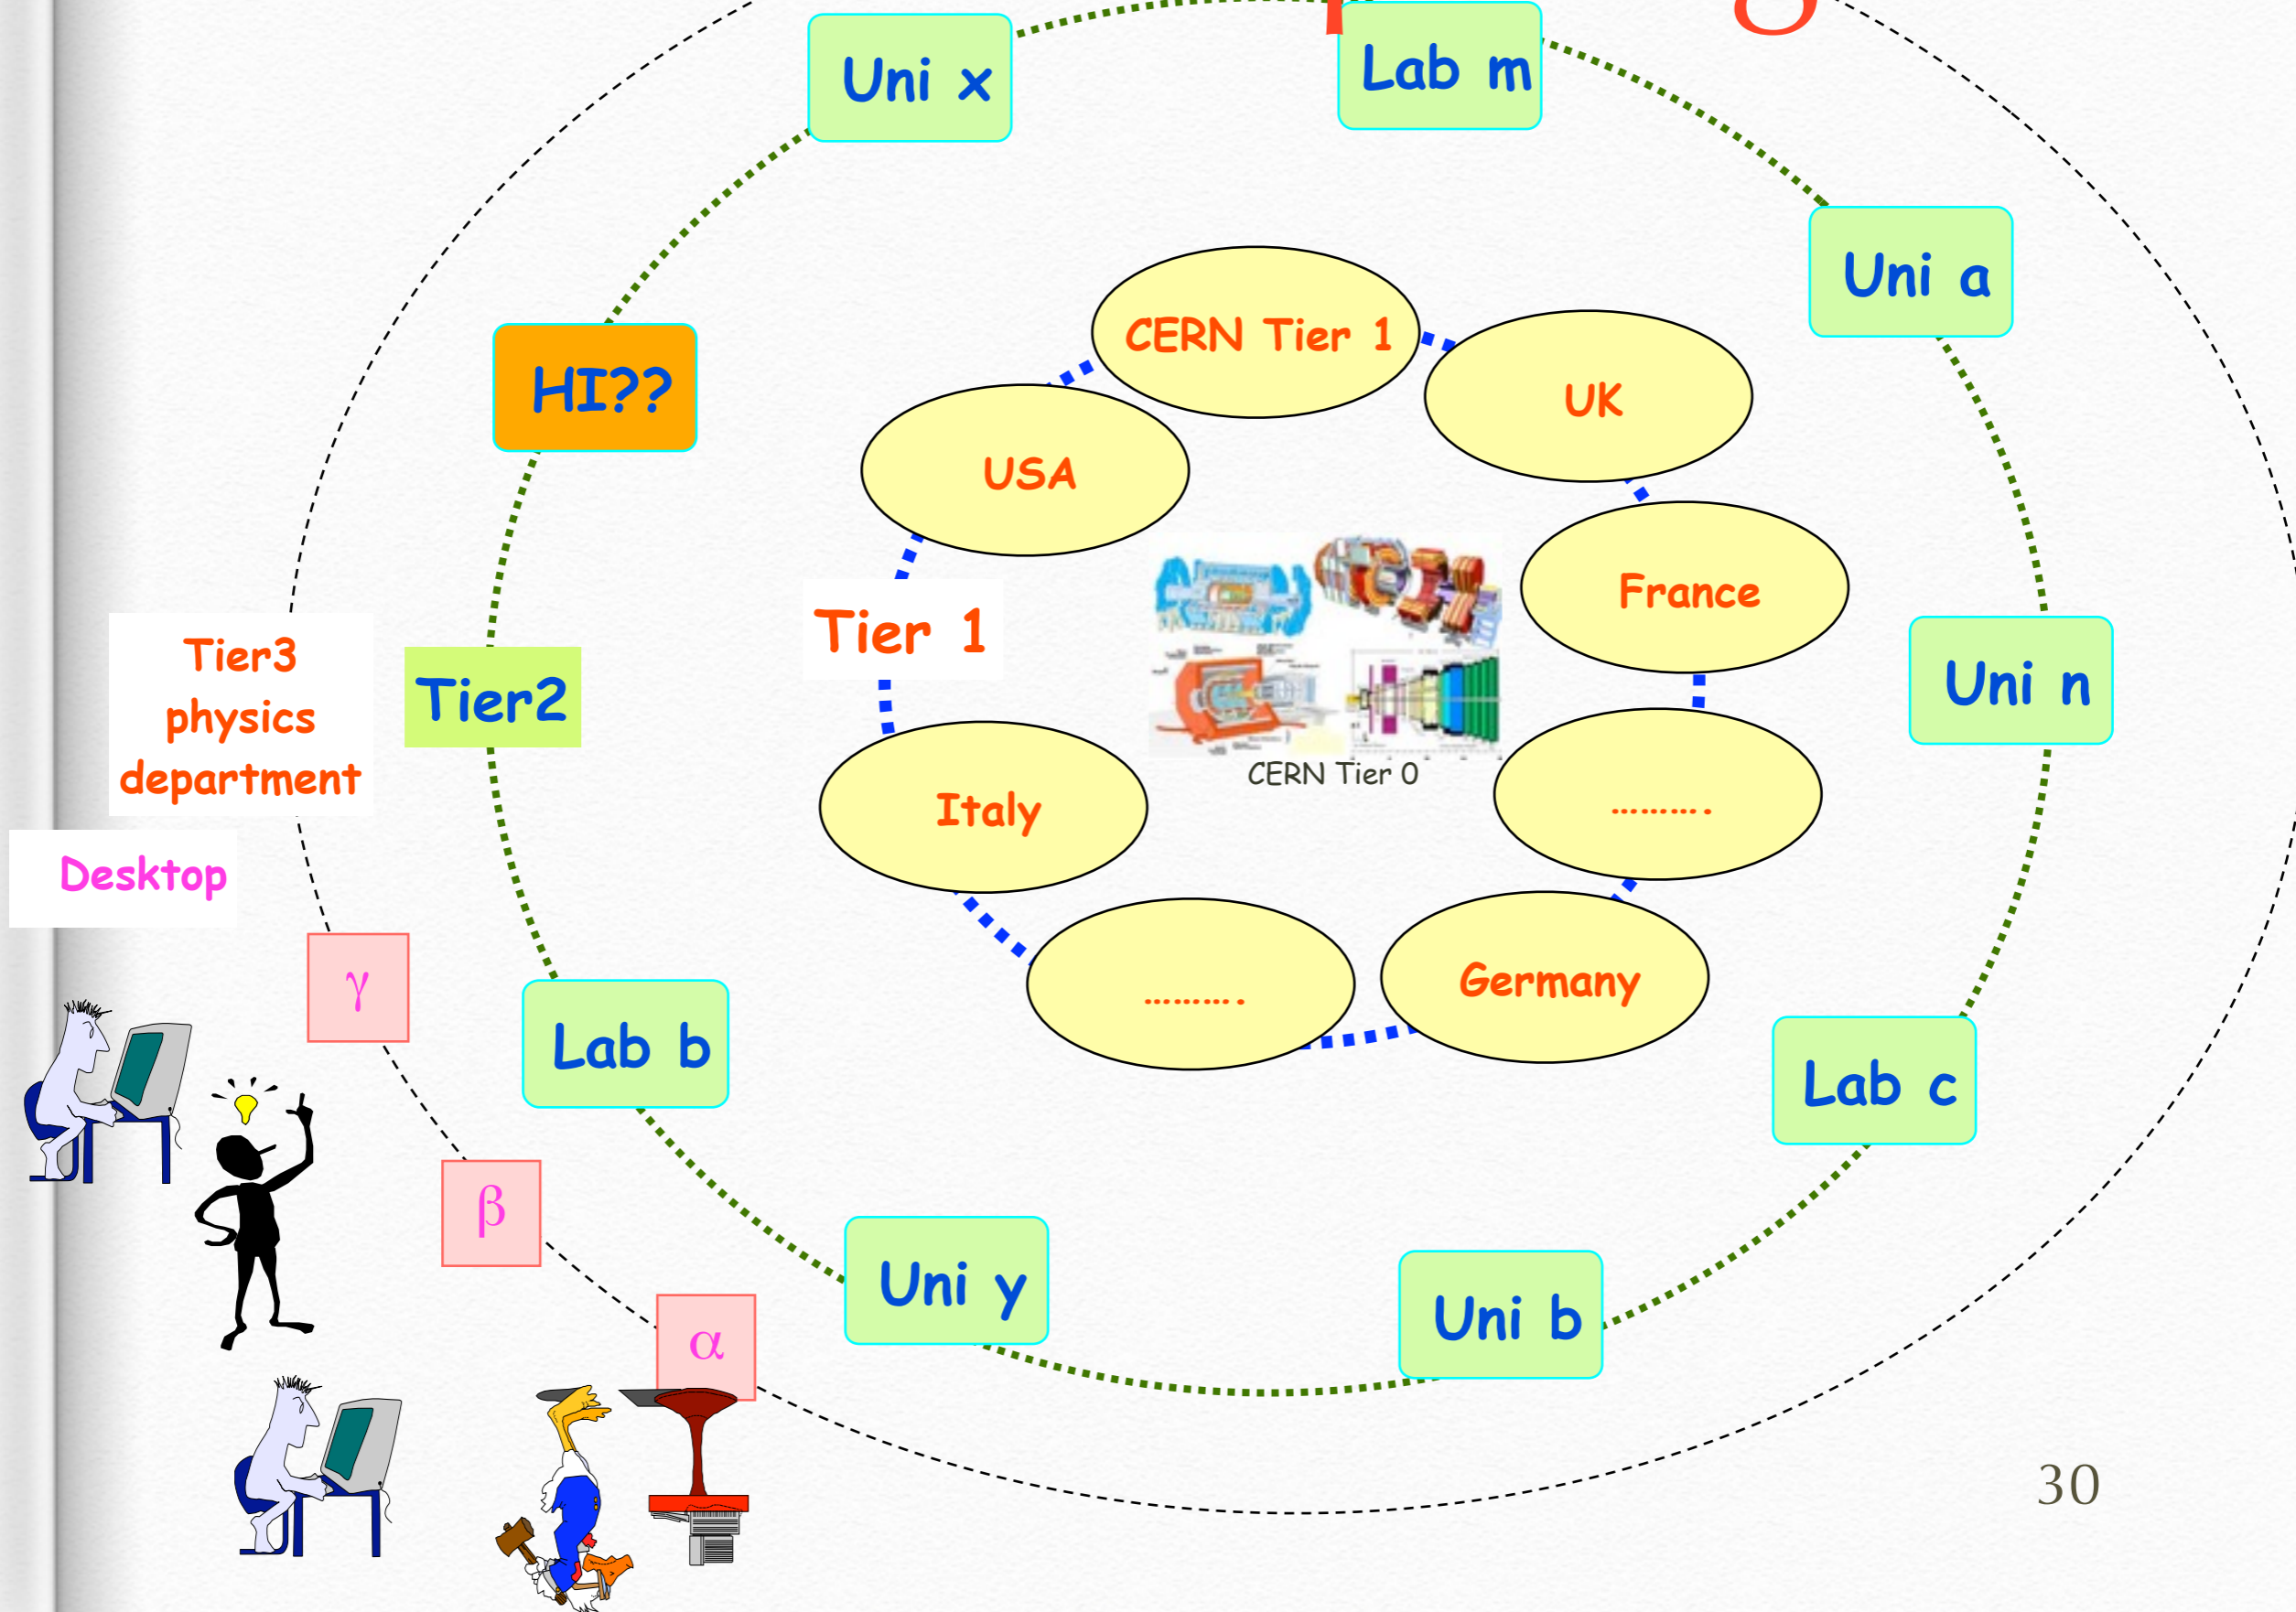 Uni x
Lab m
Uni a
CERN Tier 1
HI??
UK
USA
France
Tier 1
Tier3
physics
department
Tier2
Uni n
CERN Tier 0
……….
Italy
Desktop
γ
Germany
……….
Lab b
Lab c
β
Uni y
Uni b
α
30